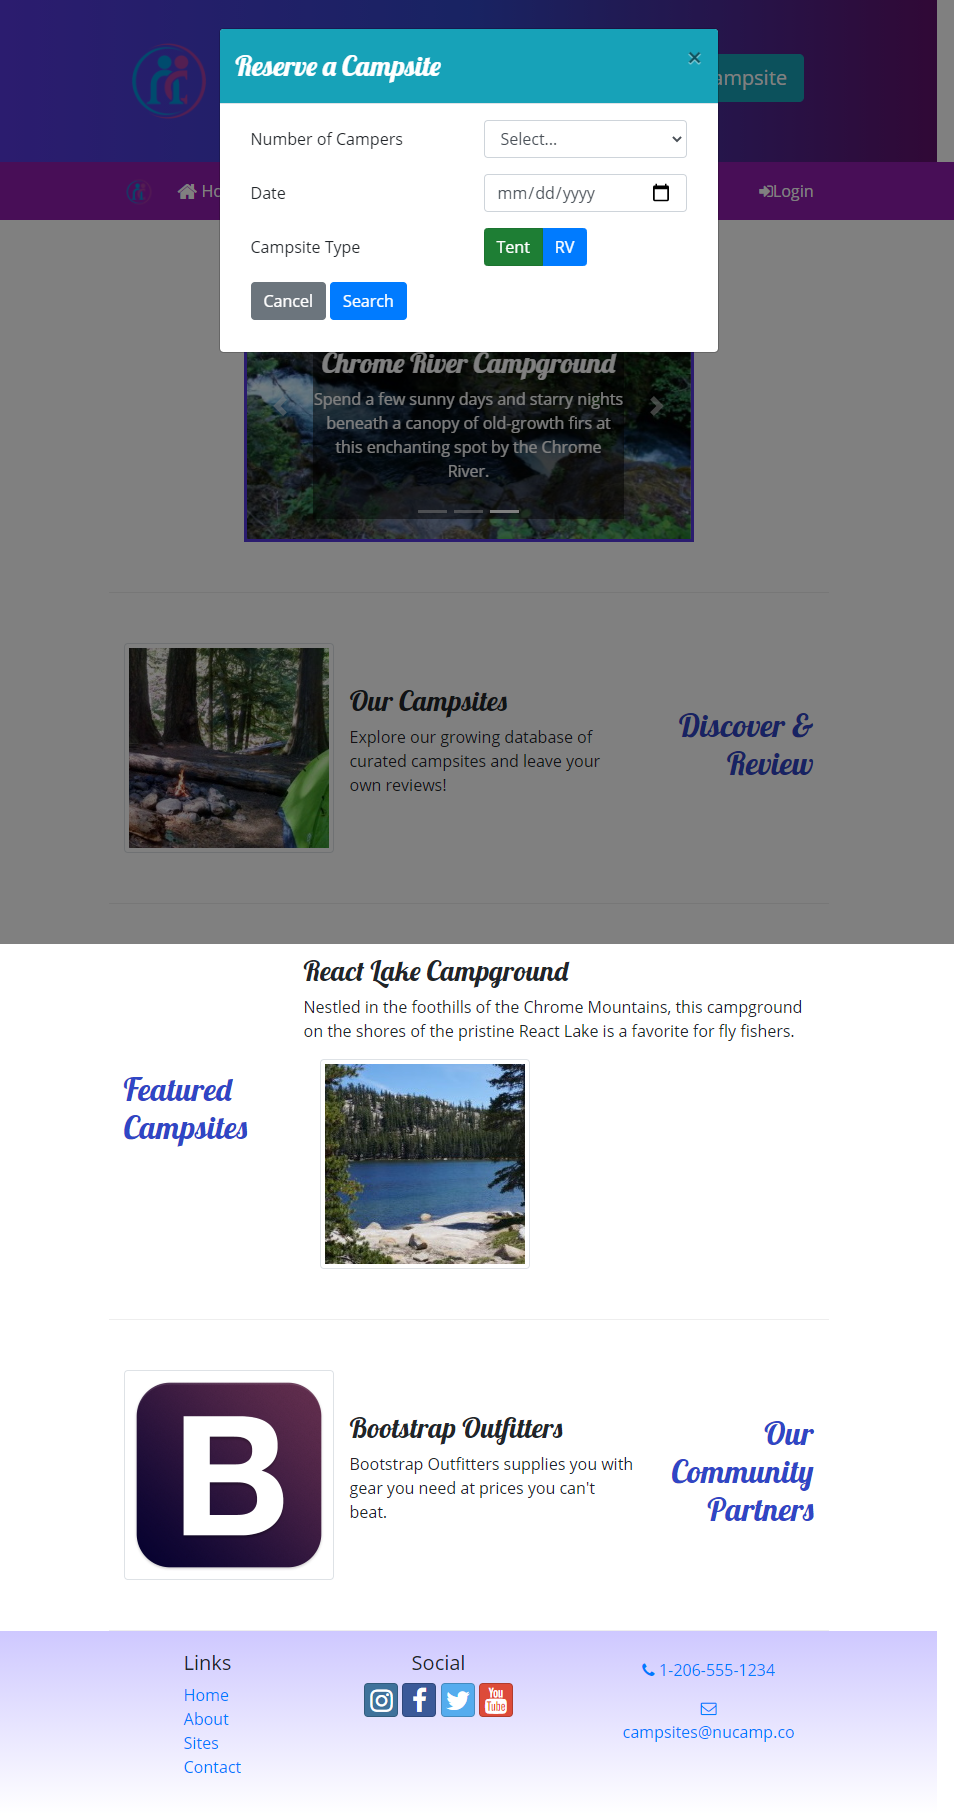 Reserve a Campsite
×
ampsite
Number of Campers
Select...
Ho
Date
mm/dd/yyyy
Login
Campsite Type
Tent
RV
Cancel
Search
Chrome River Campground
Spend a few sunny days and starry nights
beneath a canopy of old-growth firs at
this enchanting spot by the Chrome
River.
Our Campsites
Explore our growing database of
curated campsites and leave your
own reviews!
Discover &
Review
React Lake Campground
Nestled in the foothills of the Chrome Mountains, this campground
on the shores of the pristine React Lake is a favorite for fly fishers.
Featured
Campsites
B
Bootstrap Outfitters
Bootstrap Outfitters supplies you with
gear you need at prices you can't
beat.
Our
Community
Partners
Links
Home
About
Sites
Contact
Social
You
Tube
1-206-555-1234
campsites@nucamp.co